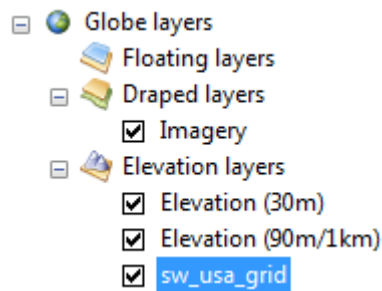 Globe layers
Floating layers
Draped layers
Imagery
Elevation layers
Elevation (30m)
Elevation (90m/1km)
sw_usa_grid